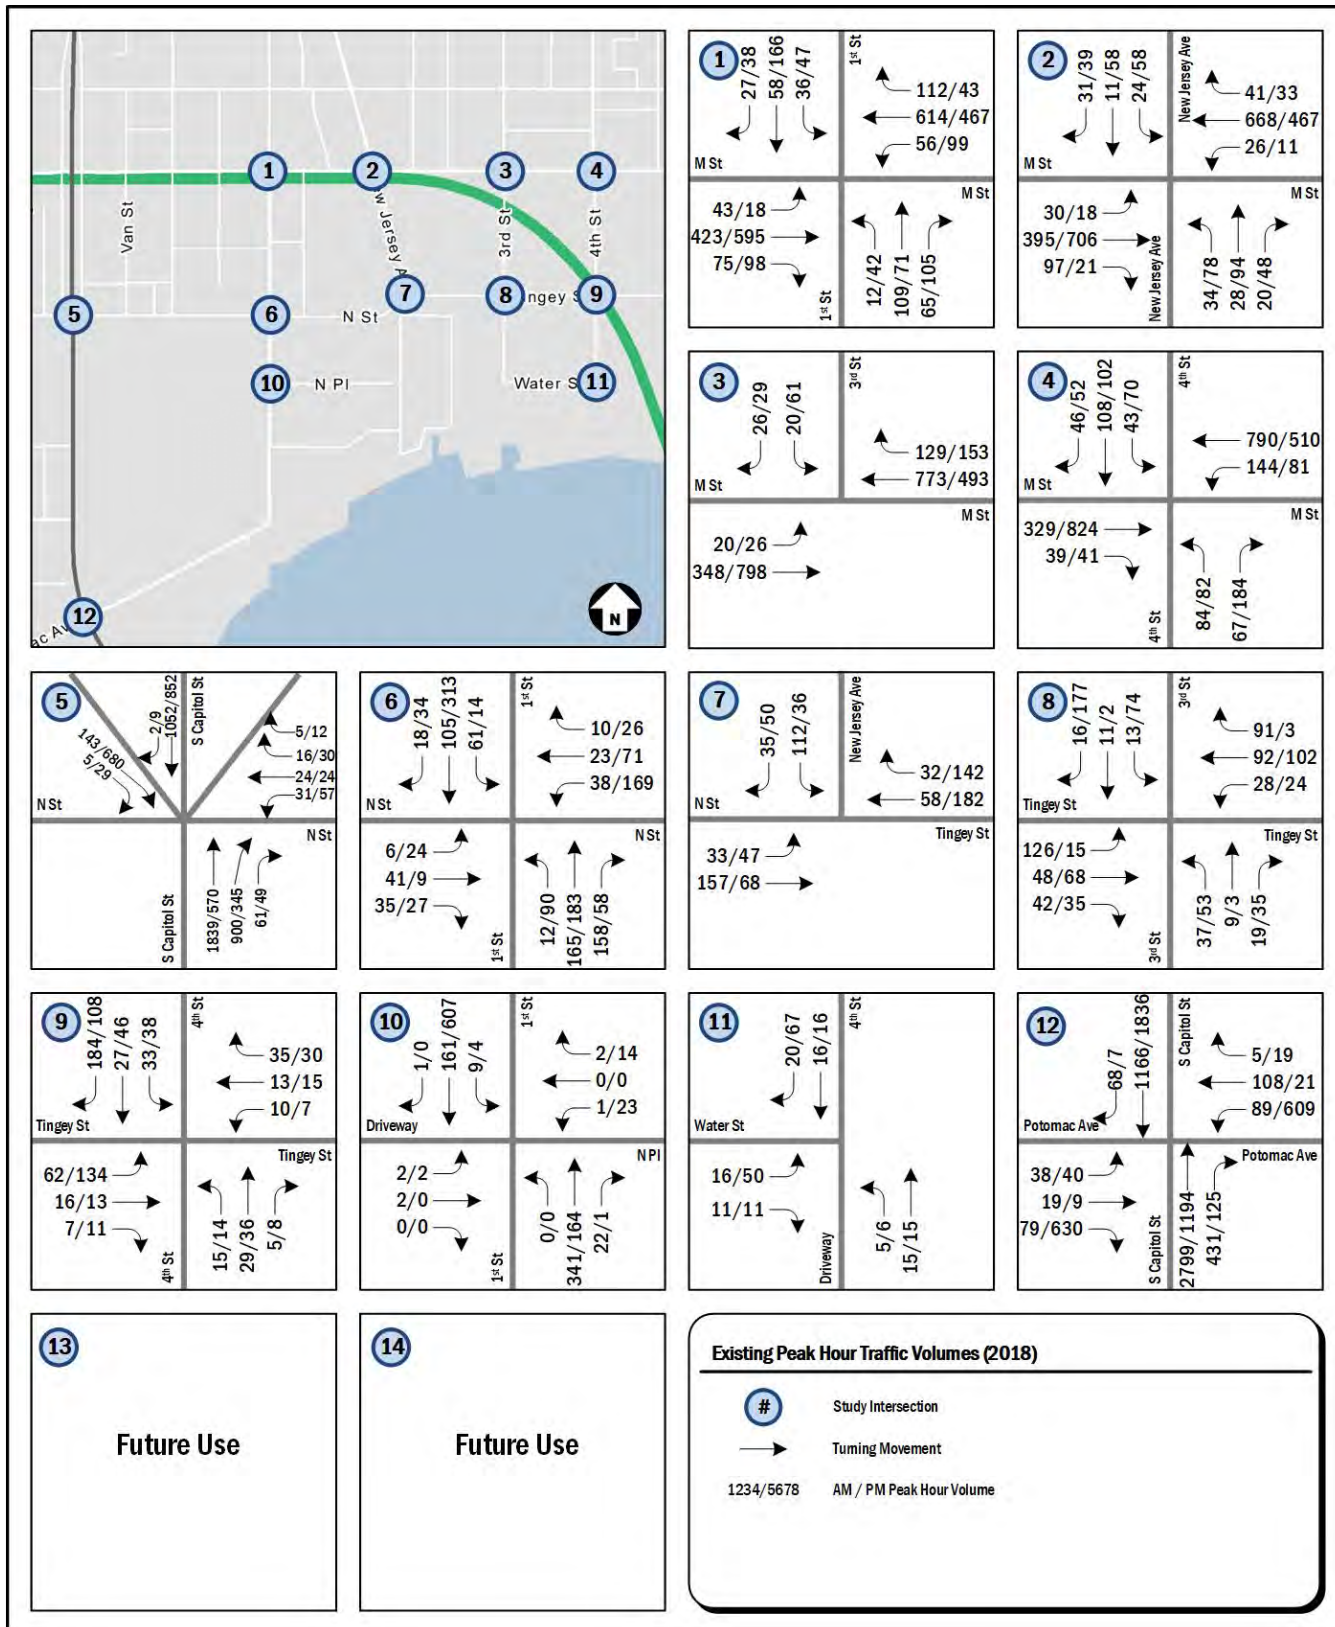 1
2
3
4
5
6
7
8
9
10
11
12
Van St
3rd St
4th St
N St
N Pl
Water S
1
27/38
58/166
36/47
1st St
112/43
614/467
56/99
M St
M St
43/18
423/595
75/98
12/42
109/71
65/105
1st St
2
31/39
11/58
24/58
New Jersey Ave
41/33
668/467
26/11
M St
M St
30/18
395/706
97/21
34/78
28/94
20/48
New Jersey Ave
3
26/29
20/61
3rd St
129/153
773/493
M St
M St
20/26
348/798
4
46/52
108/102
43/70
4th St
790/510
144/81
M St
M St
329/824
39/41
84/82
67/184
4th St
5
143/680
5/29
2/9
1052/852
S Capitol St
5/12
16/30
24/24
31/57
N St
N St
1839/570
900/345
61/49
S Capitol St
6
18/34
105/313
61/14
1st St
10/26
23/71
38/169
N St
N St
6/24
41/9
35/27
12/90
165/183
158/58
1st St
7
35/50
112/36
New Jersey Ave
32/142
58/182
N St
Tingey St
33/47
157/68
8
16/177
11/2
13/74
3rd St
91/3
92/102
28/24
Tingey St
Tingey St
126/15
48/68
42/35
37/53
9/3
19/35
3rd St
9
184/108
27/46
33/38
4th St
35/30
13/15
10/7
Tingey St
Tingey St
62/134
16/13
7/11
15/14
29/36
5/8
4th St
10
1/0
161/607
9/4
1st St
2/14
0/0
1/23
Driveway
N Pl
2/2
2/0
0/0
0/0
341/164
22/1
1st St
11
20/67
16/16
4th St
Water St
16/50
11/11
5/6
15/15
Driveway
12
68/7
1166/1836
S Capitol St
5/19
108/21
89/609
Potomac Ave
Potomac Ave
38/40
19/9
79/630
2799/1194
431/125
S Capitol St
13
Future Use
14
Future Use
Existing Peak Hour Traffic Volumes (2018)
# Study Intersection
Turning Movement
1234/5678 AM / PM Peak Hour Volume